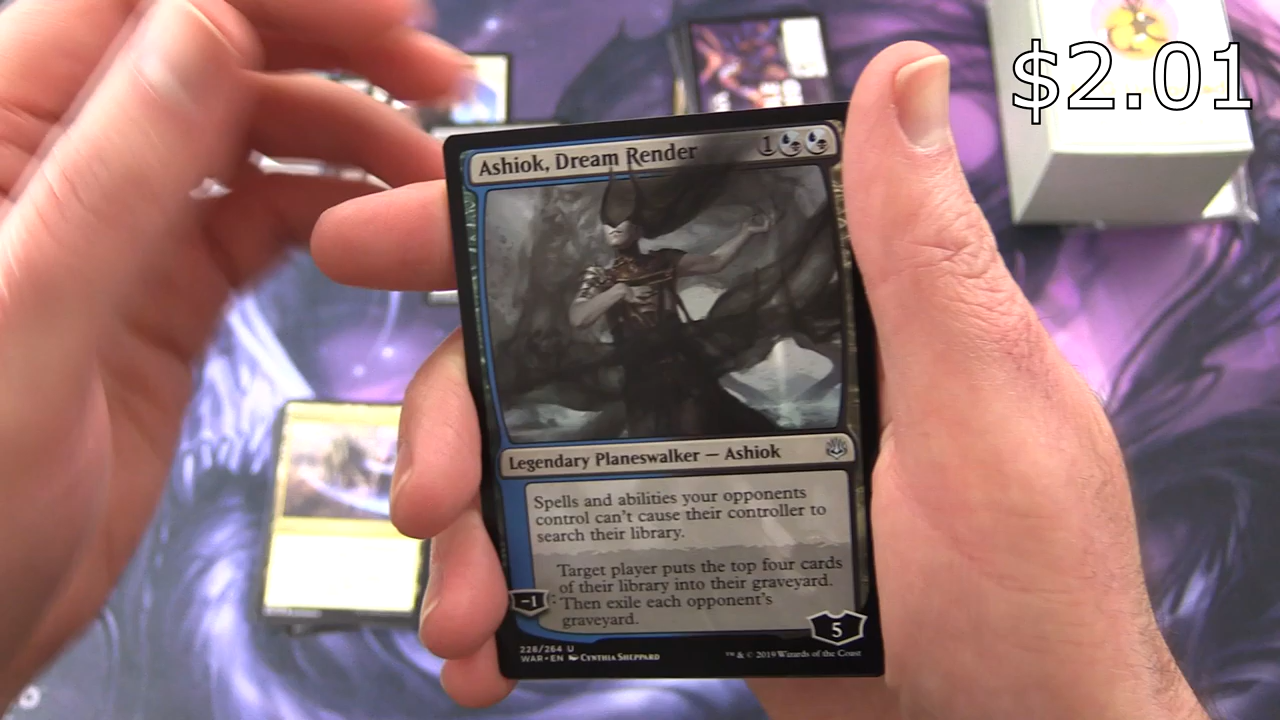 $2.01
Ashiok, Dream Render 1
Legendary Planeswalker — Ashiok
Spells and abilities your opponents
control can't cause their controller to
search their library.
Target player puts the top four cards
of their library into their graveyard.
-1: Then exile each opponent's
graveyard.
5
228/264 U
WAR • EN Cynthia Sheppard
™ & © 2019 Wizards of the Coast